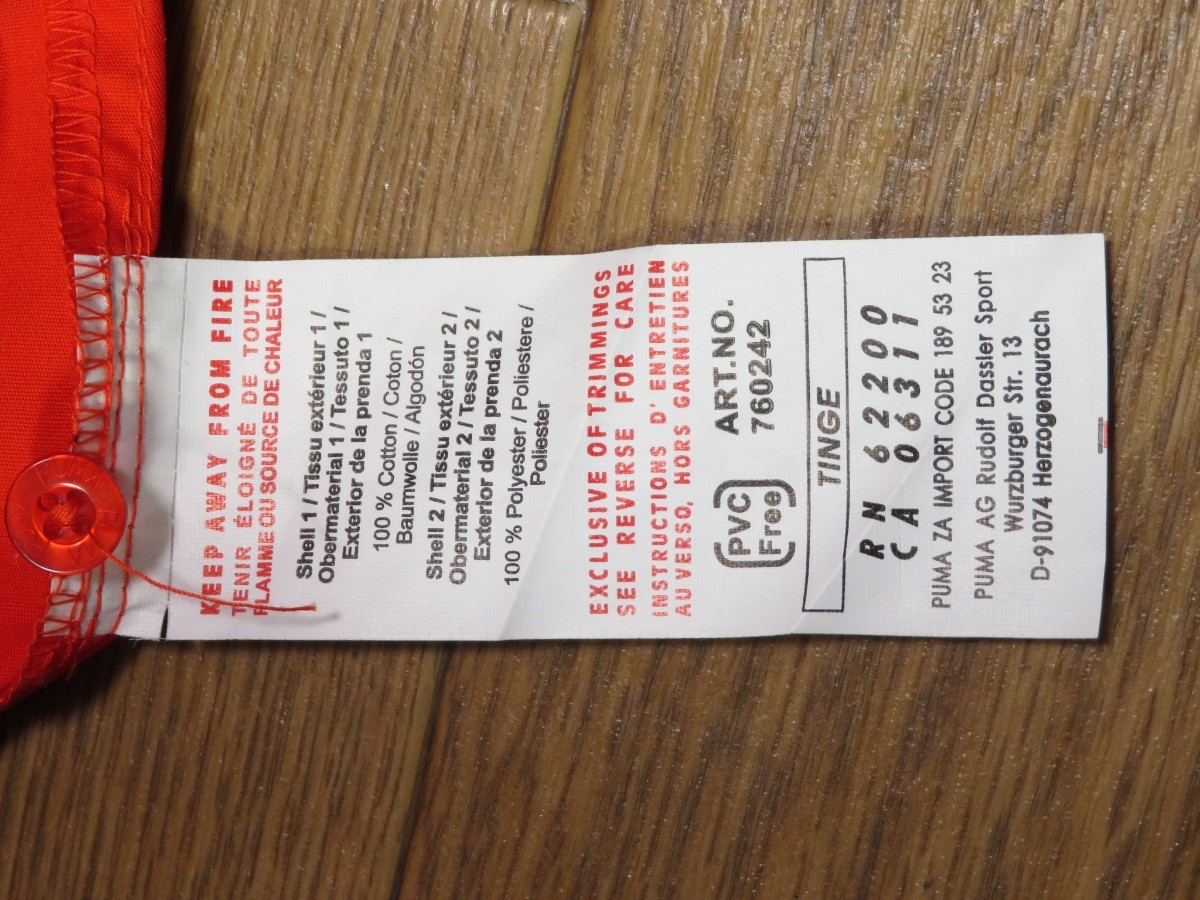 KEEP AWAY FROM FIRE
TENIR ÉLOIGNÉ DE TOUTE
FLAMME OU SOURCE DE CHALEUR
Shell 1 / Tissu extérieur 1 /
Obermaterial 1 / Tessuto 1 /
Exterior de la prenda 1
100 % Cotton / Coton /
Baumwolle / Algodón
Shell 2 / Tissu extérieur 2 /
Obermaterial 2 / Tessuto 2 /
Exterior de la prenda 2
100 % Polyester / Poliestere /
Poliester
EXCLUSIVE OF TRIMMINGS
SEE REVERSE FOR CARE
INSTRUCTIONS D' ENTRETIEN
AU VERSO, HORS GARNITURES
PVC
Free
ART.NO.
760242
TINGE
RN 62200
CA 06311
PUMA ZA IMPORT CODE 189 53 23
PUMA AG Rudolf Dassler Sport
Wurzburger Str. 13
D-91074 Herzogenaurach